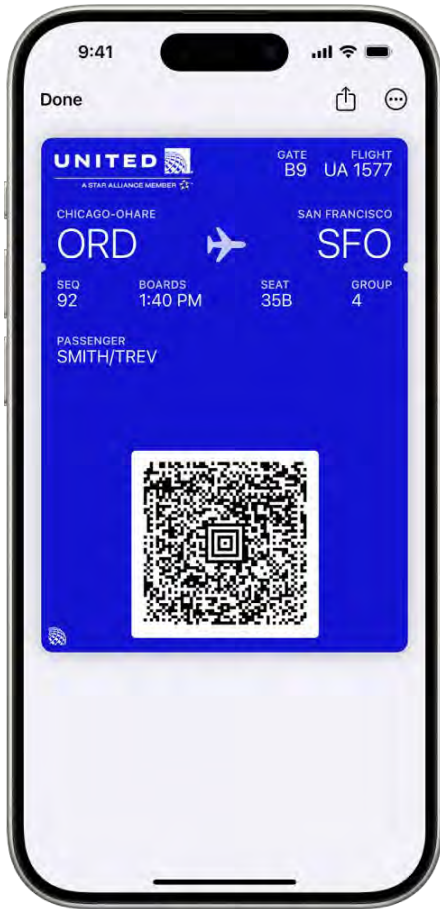 9:41
Done
UNITED
A STAR ALLIANCE MEMBER
GATE FLIGHT
B9 UA 1577
CHICAGO-OHARE SAN FRANCISCO
ORD SFO
SEQ BOARDS SEAT GROUP
92 1:40 PM 35B 4
PASSENGER
SMITH/TREV